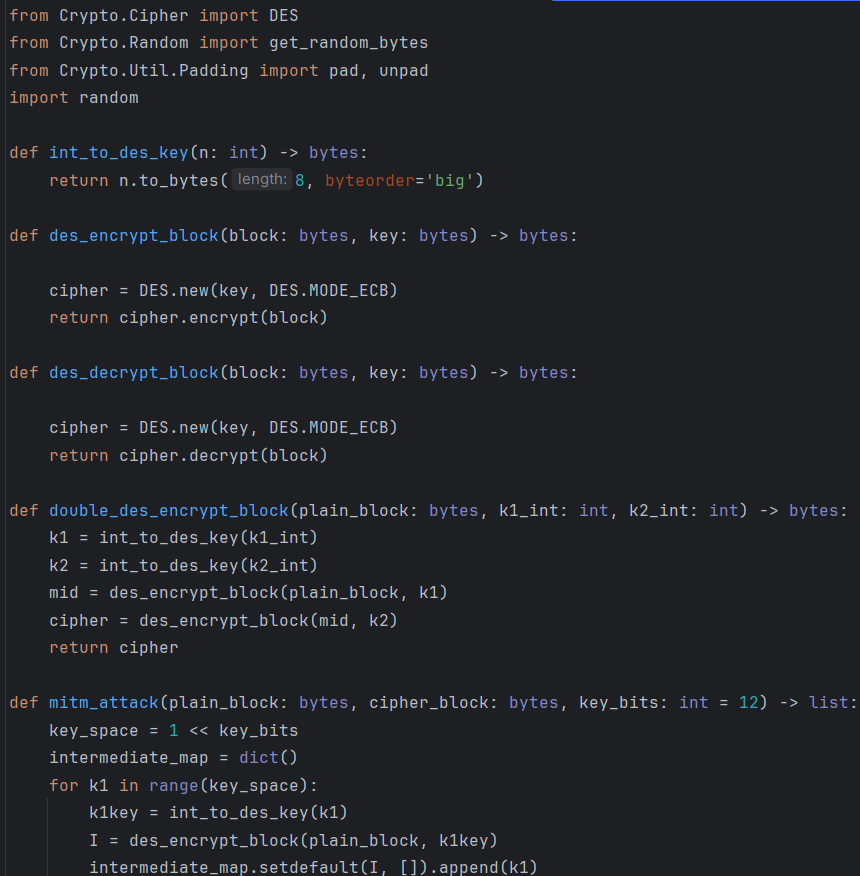 from Crypto.Cipher import DES
from Crypto.Random import get_random_bytes
from Crypto.Util.Padding import pad, unpad
import random
def int_to_des_key(n: int) -> bytes:
    return n.to_bytes( length: 8, byteorder='big')
def des_encrypt_block(block: bytes, key: bytes) -> bytes:
    cipher = DES.new(key, DES.MODE_ECB)
    return cipher.encrypt(block)
def des_decrypt_block(block: bytes, key: bytes) -> bytes:
    cipher = DES.new(key, DES.MODE_ECB)
    return cipher.decrypt(block)
def double_des_encrypt_block(plain_block: bytes, k1_int: int, k2_int: int) -> bytes:
    k1 = int_to_des_key(k1_int)
    k2 = int_to_des_key(k2_int)
    mid = des_encrypt_block(plain_block, k1)
    cipher = des_encrypt_block(mid, k2)
    return cipher
def mitm_attack(plain_block: bytes, cipher_block: bytes, key_bits: int = 12) -> list:
    key_space = 1 << key_bits
    intermediate_map = dict()
    for k1 in range(key_space):
        k1key = int_to_des_key(k1)
        I = des_encrypt_block(plain_block, k1key)
        intermediate_map.setdefault(I, []).append(k1)